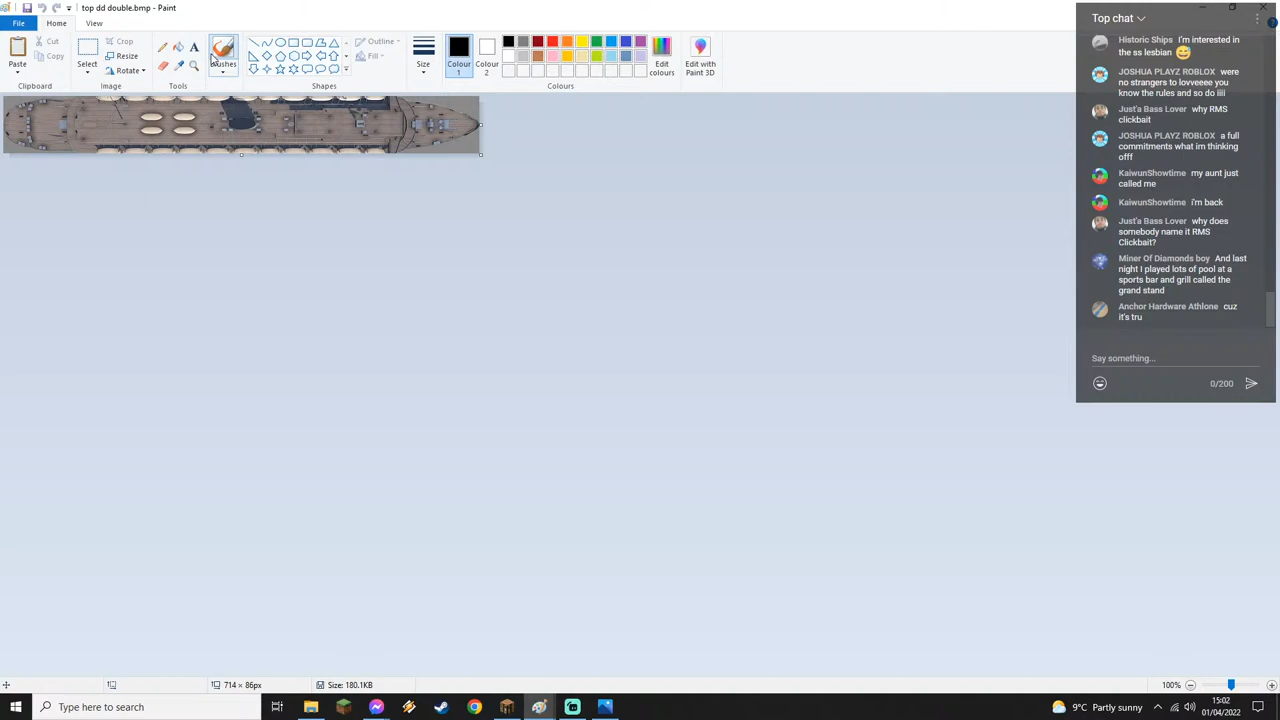 top dd double.bmp - Paint
File
Home
View
Paste
Cut
Copy
Clipboard
Select
Crop
Resize
Rotate
Image
A
Tools
Brushes
Outline
Fill
Shapes
Size
Colour
1
Colour
2
Edit
colours
Edit with
Paint 3D
Colours
Top chat
Historic Ships I'm interested in
the ss lesbian
JOSHUA PLAYZ ROBLOX were
no strangers to lovveeee you
know the rules and so do iiii
Just'a Bass Lover why RMS
clickbait
JOSHUA PLAYZ ROBLOX a full
commitments what im thinking
offf
KaiwunShowtime my aunt just
called me
KaiwunShowtime i'm back
Just'a Bass Lover why does
somebody name it RMS
Clickbait?
Miner Of Diamonds boy And last
night I played lots of pool at a
sports bar and grill called the
grand stand
Anchor Hardware Athlone cuz
it's tru
Say something...
0/200
714 × 86px
Size: 180.1KB
100%
Type here to search
9°C Partly sunny
15:02
01/04/2022